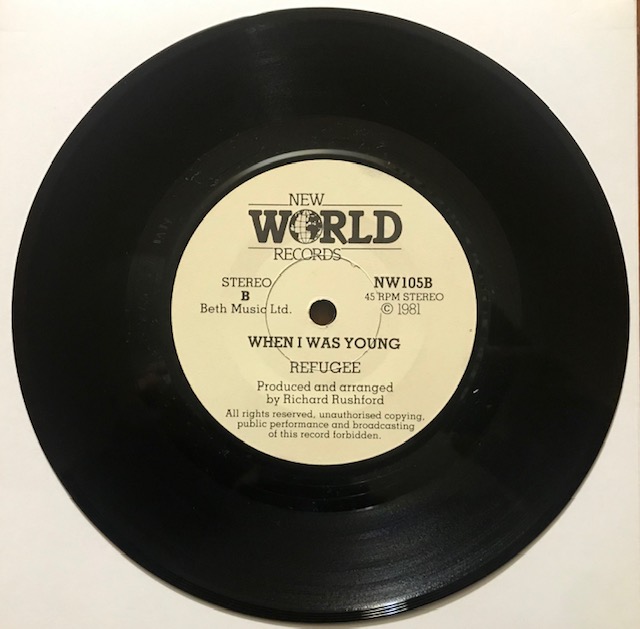 NEW
WORLD
RECORDS
STEREO
B
Beth Music Ltd.
NW105B
45 RPM STEREO
© 1981
WHEN I WAS YOUNG
REFUGEE
Produced and arranged
by Richard Rushford
All rights reserved, unauthorised copying,
public performance and broadcasting
of this record forbidden.